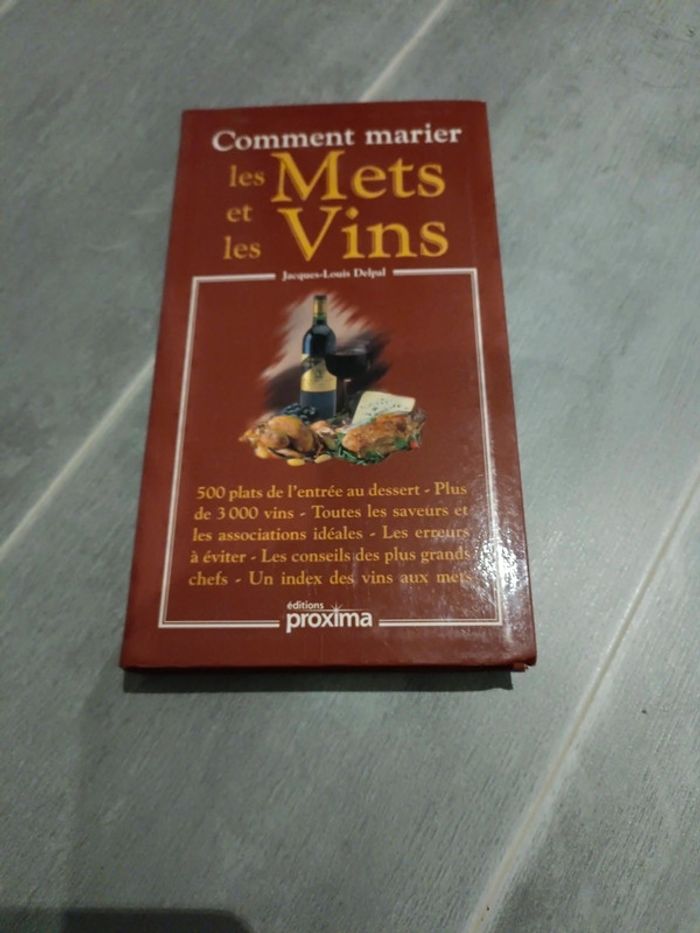 Comment marier
les Mets
et
les Vins
Jacques-Louis Delpal
500 plats de l'entrée au dessert - Plus
de 3 000 vins - Toutes les saveurs et
les associations idéales - Les erreurs
à éviter - Les conseils des plus grands
chefs - Un index des vins aux mets
éditions
proxima